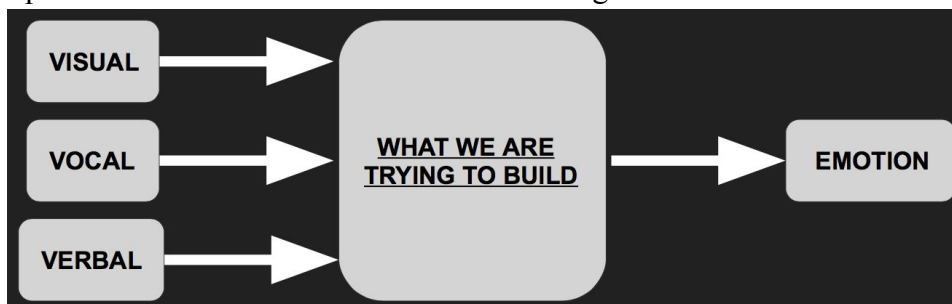 VISUAL
VOCAL
VERBAL
WHAT WE ARE
TRYING TO BUILD
EMOTION